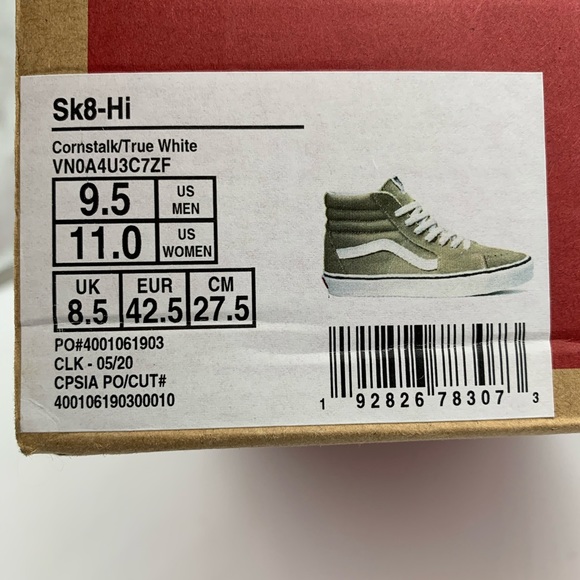 Sk8-Hi
Cornstalk/True White
VN0A4U3C7ZF
9.5 US MEN
11.0 US WOMEN
UK EUR CM
8.5 42.5 27.5
PO#4001061903
CLK - 05/20
CPSIA PO/CUT#
400106190300010
1 92826 78307 3